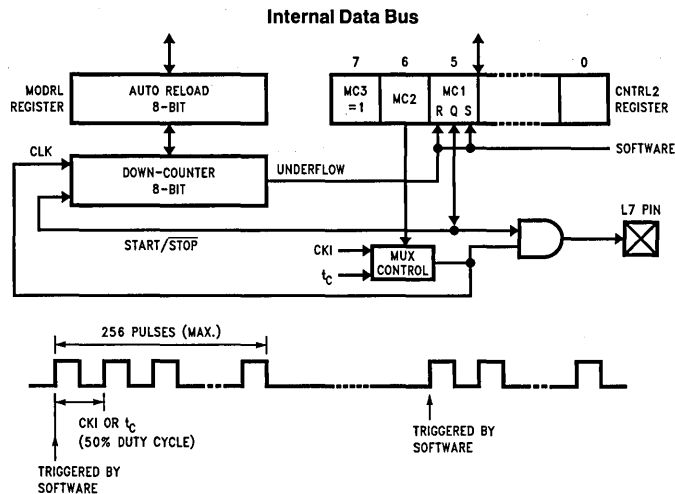 Internal Data Bus
7 6 5 0
MODRL
REGISTER
AUTO RELOAD
8-BIT
MC3
=1
MC2
MC1
R Q S
CNTRL2
REGISTER
CLK
DOWN-COUNTER
8-BIT
UNDERFLOW
SOFTWARE
START/STOP
CKI
tC
MUX
CONTROL
L7 PIN
256 PULSES (MAX.)
CKI OR tC
(50% DUTY CYCLE)
TRIGGERED BY
SOFTWARE
TRIGGERED BY
SOFTWARE